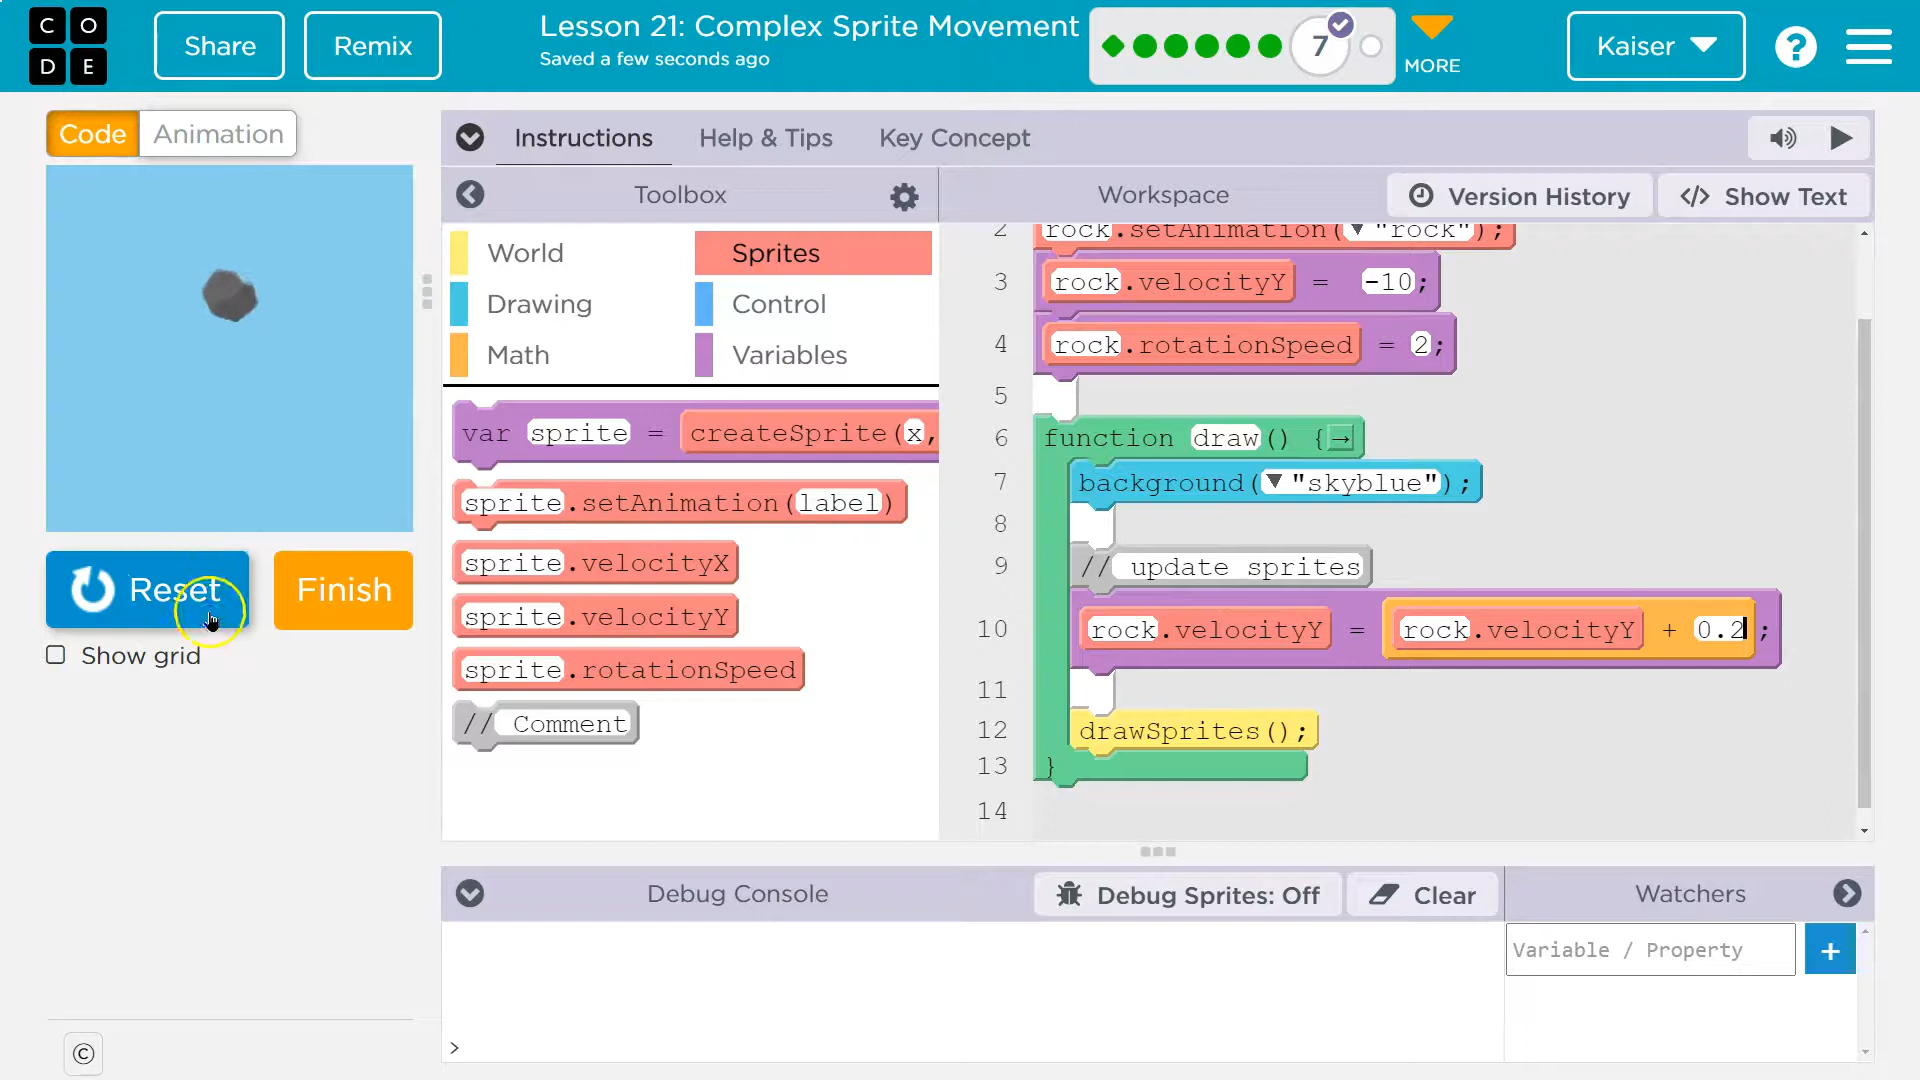 C O
D E
Share
Remix
Lesson 21: Complex Sprite Movement
Saved a few seconds ago
7
MORE
Kaiser
?
Code
Animation
Instructions
Help & Tips
Key Concept
Toolbox
Workspace
Version History
</> Show Text
World
Sprites
Drawing
Control
Math
Variables
var sprite = createSprite(x,
sprite.setAnimation(label)
sprite.velocityX
sprite.velocityY
sprite.rotationSpeed
// Comment
2 rock.setAnimation(▼ "rock");
3 rock.velocityY = -10;
4 rock.rotationSpeed = 2;
5
6 function draw() {→
7 background(▼ "skyblue");
8
9 // update sprites
10 rock.velocityY = rock.velocityY + 0.2;
11
12 drawSprites();
13 }
14
Reset
Finish
Show grid
Debug Console
Debug Sprites: Off
Clear
Watchers
Variable / Property
+
>
©